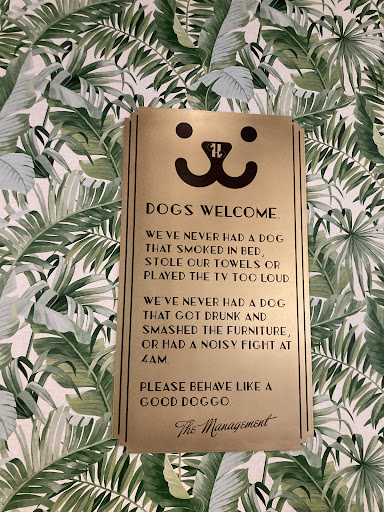 H
DOGS WELCOME.
WE'VE NEVER HAD A DOG
THAT SMOKED IN BED,
STOLE OUR TOWELS OR
PLAYED THE TV TOO LOUD.
WE'VE NEVER HAD A DOG
THAT GOT DRUNK AND
SMASHED THE FURNITURE,
OR HAD A NOISY FIGHT AT
4AM.
PLEASE BEHAVE LIKE A
GOOD DOGGO.
The Management